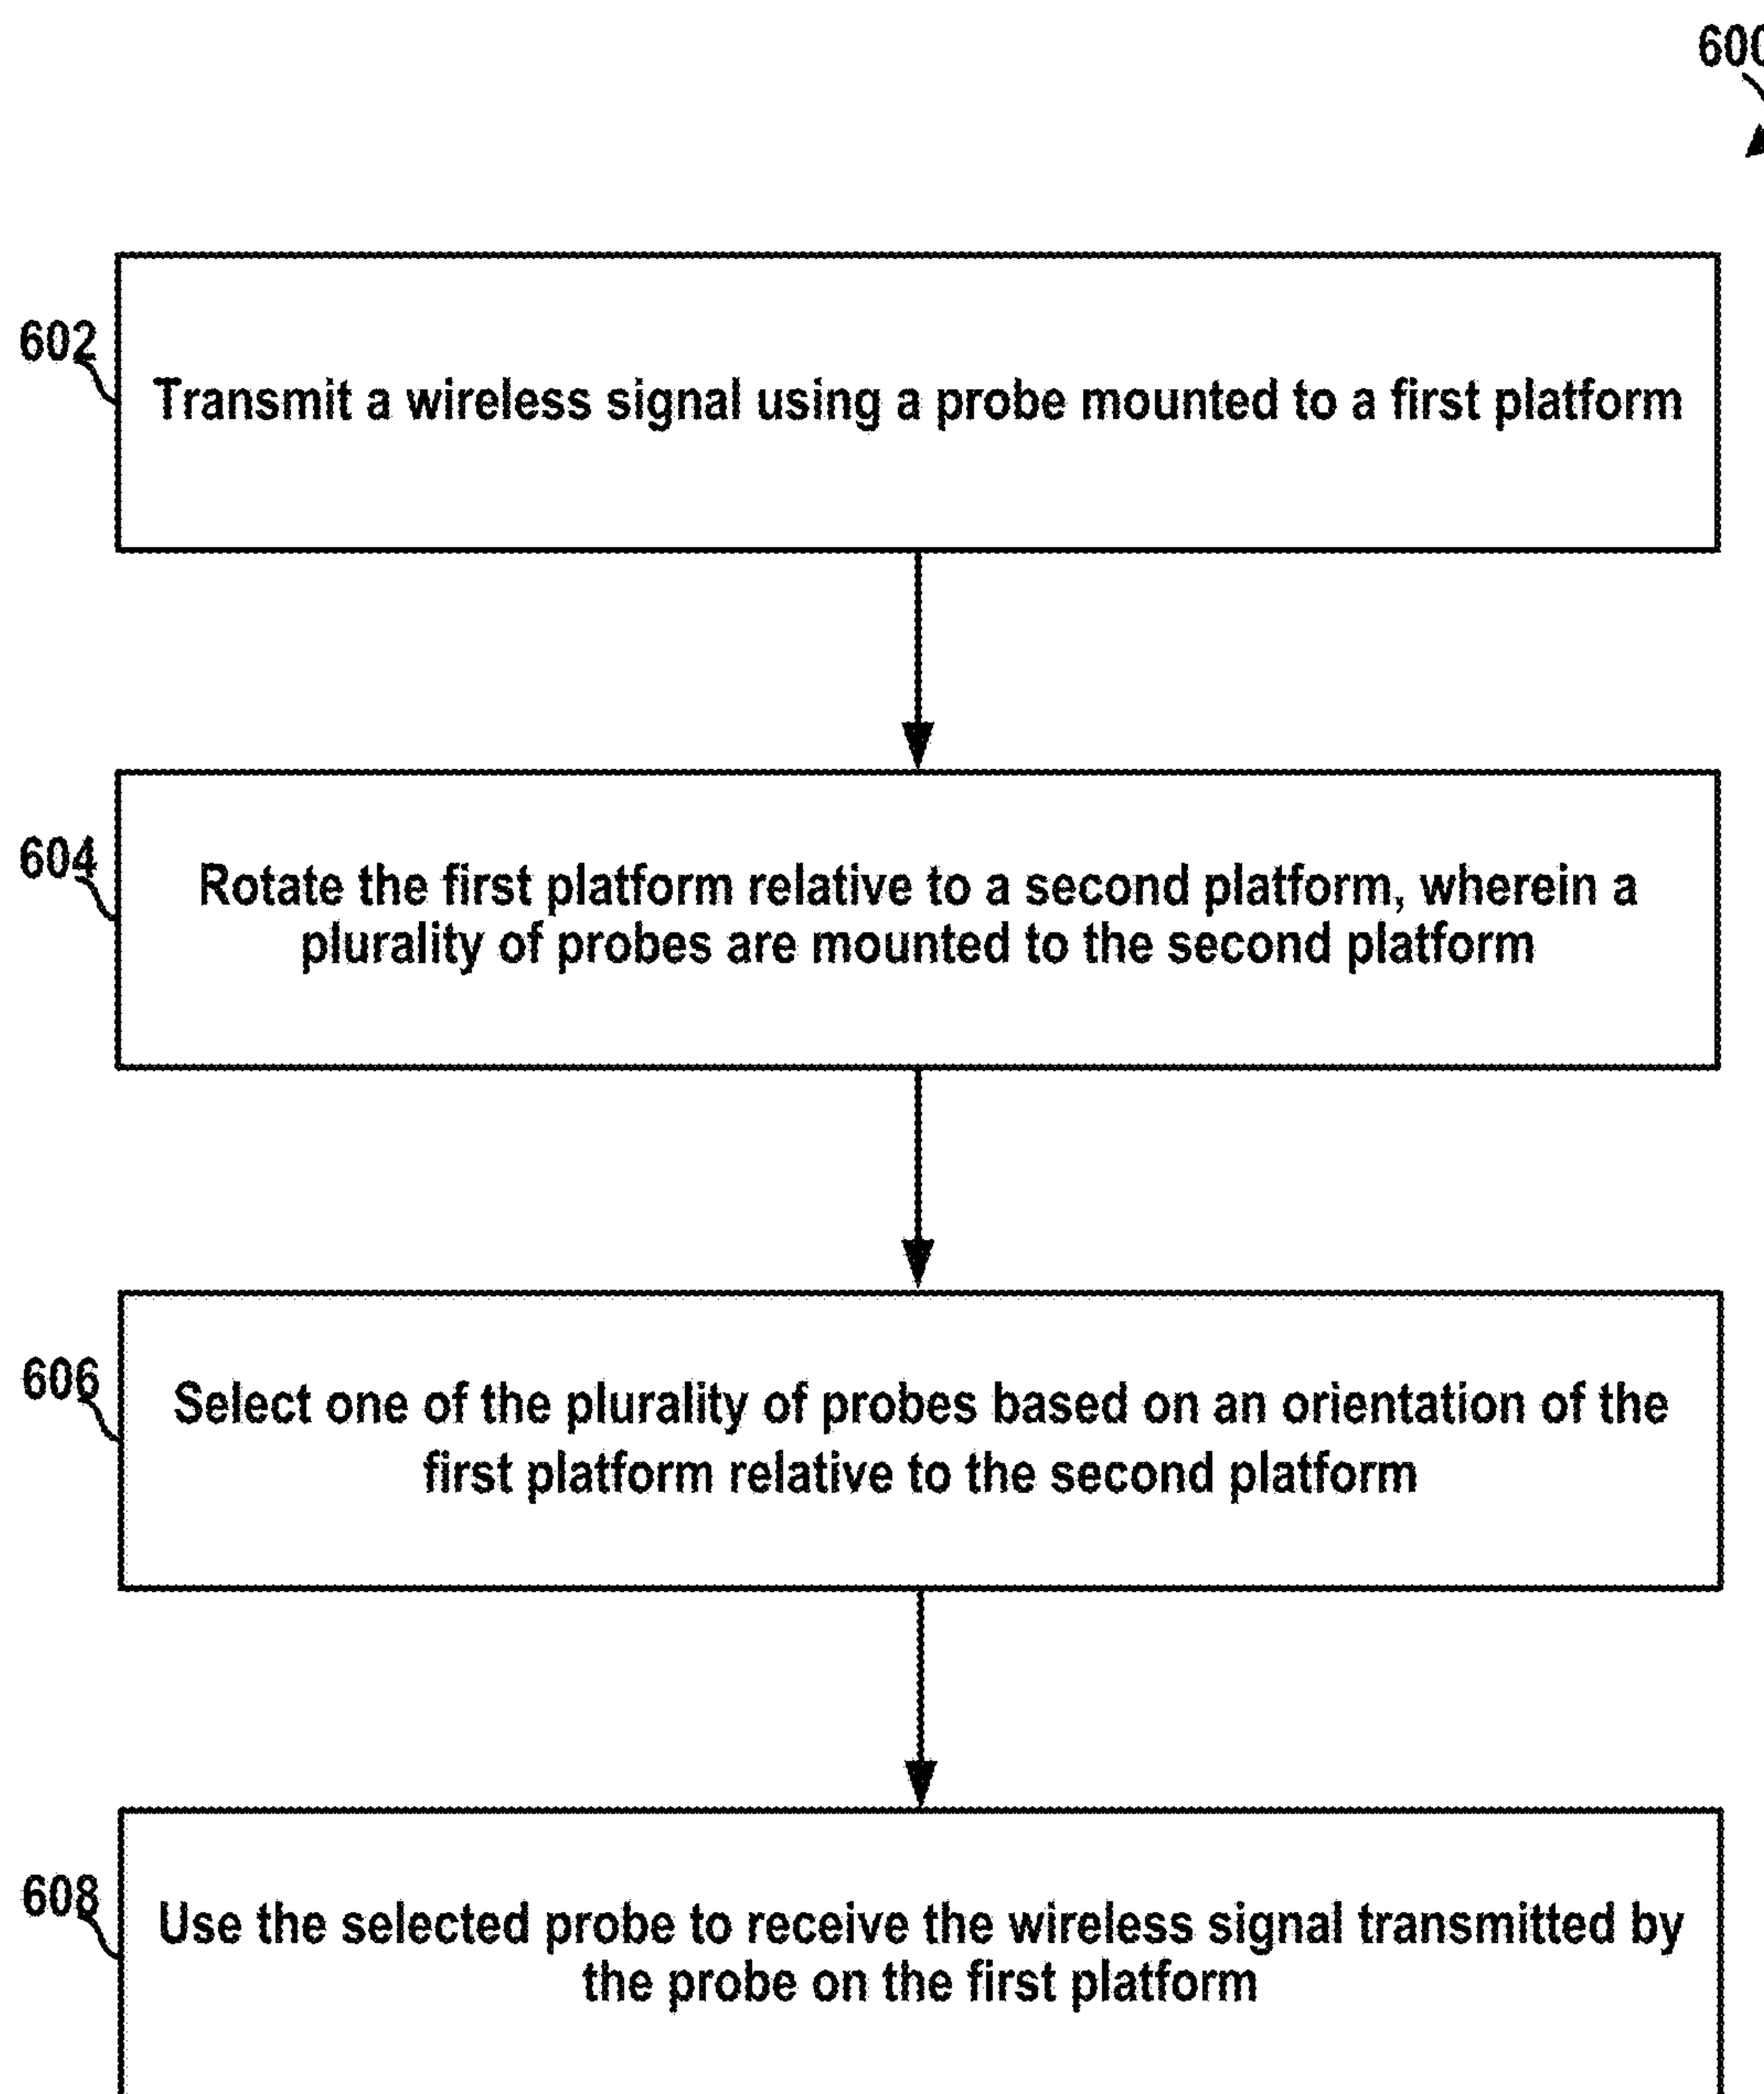 600
602
Transmit a wireless signal using a probe mounted to a first platform
604
Rotate the first platform relative to a second platform, wherein a
plurality of probes are mounted to the second platform
606
Select one of the plurality of probes based on an orientation of the
first platform relative to the second platform
608
Use the selected probe to receive the wireless signal transmitted by
the probe on the first platform